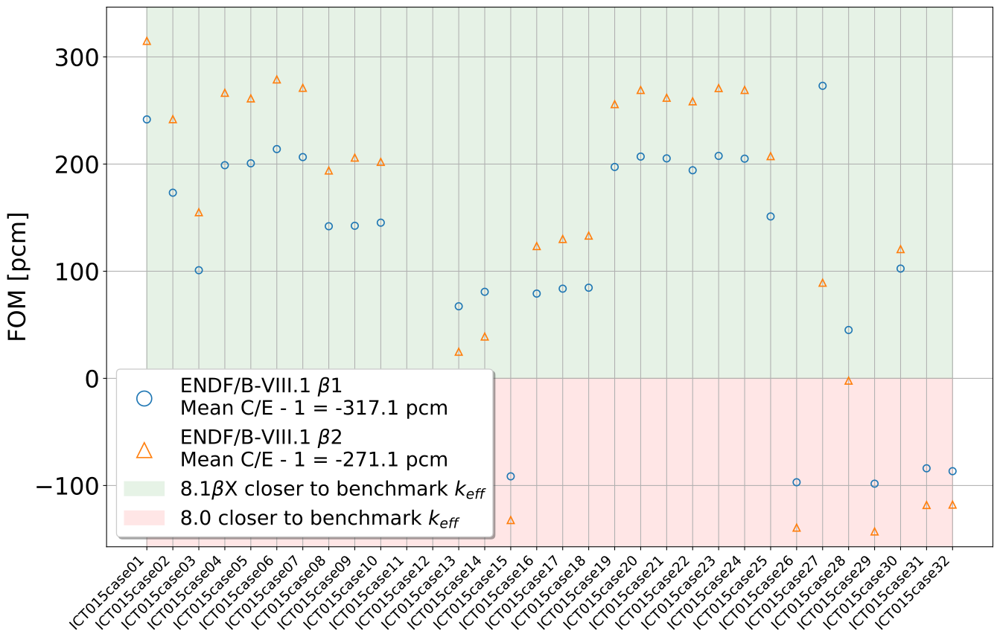 FOM [pcm]
300
200
100
0
−100
ENDF/B-VIII.1 β1
Mean C/E - 1 = -317.1 pcm
ENDF/B-VIII.1 β2
Mean C/E - 1 = -271.1 pcm
8.1βX closer to benchmark k_eff
8.0 closer to benchmark k_eff
ICT015case01
ICT015case02
ICT015case03
ICT015case04
ICT015case05
ICT015case06
ICT015case07
ICT015case08
ICT015case09
ICT015case10
ICT015case11
ICT015case12
ICT015case13
ICT015case14
ICT015case15
ICT015case16
ICT015case17
ICT015case18
ICT015case19
ICT015case20
ICT015case21
ICT015case22
ICT015case23
ICT015case24
ICT015case25
ICT015case26
ICT015case27
ICT015case28
ICT015case29
ICT015case30
ICT015case31
ICT015case32